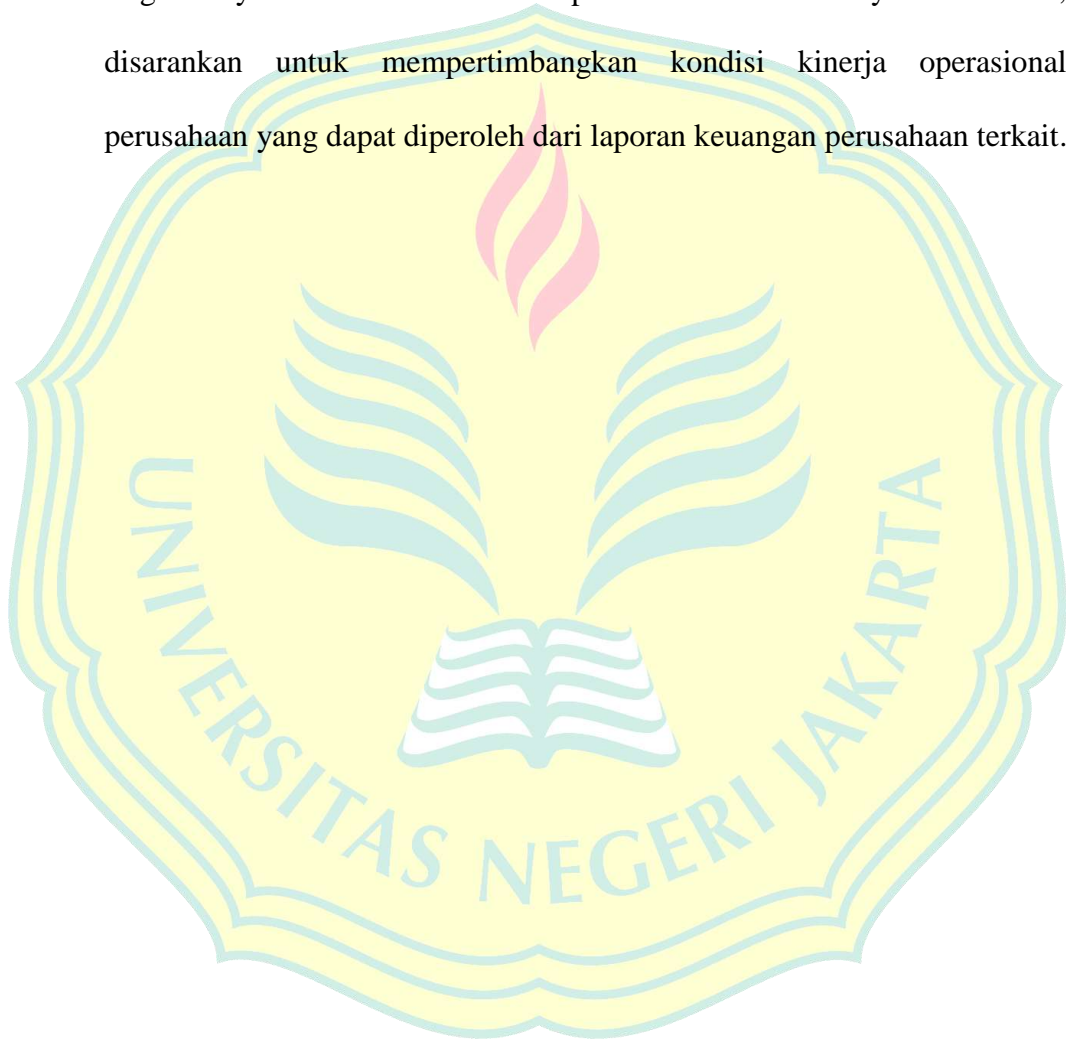 disarankan untuk mempertimbangkan kondisi kinerja operasional
perusahaan yang dapat diperoleh dari laporan keuangan perusahaan terkait.
UNIVERSITAS NEGERI JAKARTA